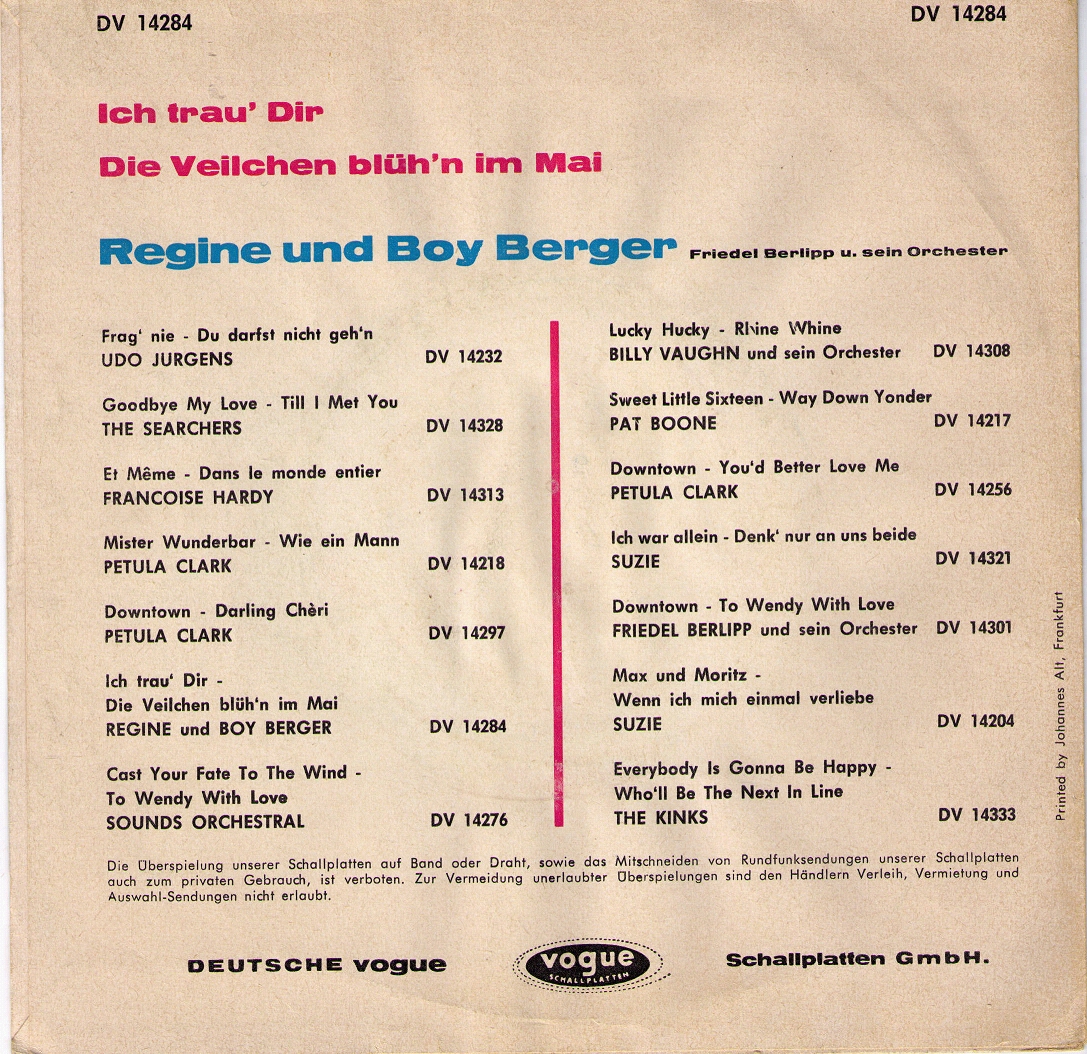 DV 14284
DV 14284
Ich trau' Dir
Die Veilchen blüh'n im Mai
Regine und Boy Berger Friedel Berlipp u. sein Orchester
Frag' nie - Du darfst nicht geh'n
UDO JURGENS DV 14232
Goodbye My Love - Till I Met You
THE SEARCHERS DV 14328
Et Même - Dans le monde entier
FRANCOISE HARDY DV 14313
Mister Wunderbar - Wie ein Mann
PETULA CLARK DV 14218
Downtown - Darling Chèri
PETULA CLARK DV 14297
Ich trau' Dir -
Die Veilchen blüh'n im Mai
REGINE und BOY BERGER DV 14284
Cast Your Fate To The Wind -
To Wendy With Love
SOUNDS ORCHESTRAL DV 14276
Lucky Hucky - Rhine Whine
BILLY VAUGHN und sein Orchester DV 14308
Sweet Little Sixteen - Way Down Yonder
PAT BOONE DV 14217
Downtown - You'd Better Love Me
PETULA CLARK DV 14256
Ich war allein - Denk' nur an uns beide
SUZIE DV 14321
Downtown - To Wendy With Love
FRIEDEL BERLIPP und sein Orchester DV 14301
Max und Moritz -
Wenn ich mich einmal verliebe
SUZIE DV 14204
Everybody Is Gonna Be Happy -
Who'll Be The Next In Line
THE KINKS DV 14333
Printed by Johannes Alt, Frankfurt
Die Überspielung unserer Schallplatten auf Band oder Draht, sowie das Mitschneiden von Rundfunksendungen unserer Schallplatten
auch zum privaten Gebrauch, ist verboten. Zur Vermeidung unerlaubter Überspielungen sind den Händlern Verleih, Vermietung und
Auswahl-Sendungen nicht erlaubt.
DEUTSCHE vogue
vogue
SCHALLPLATTEN
Schallplatten GmbH.